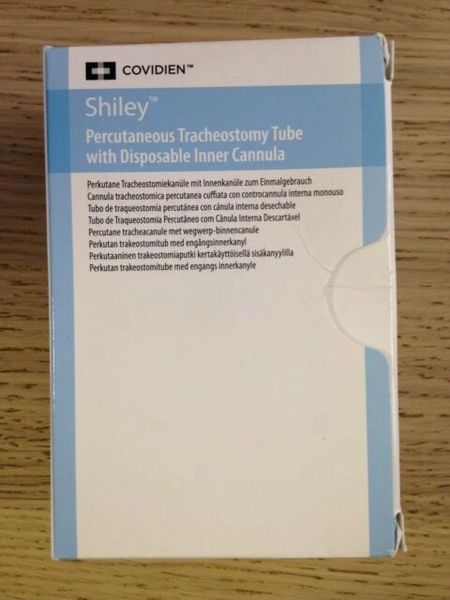 COVIDIEN™
Shiley™
Percutaneous Tracheostomy Tube
with Disposable Inner Cannula
Perkutane Tracheostomiekanüle mit Innenkanüle zum Einmalgebrauch
Cannula tracheostomica percutanea cuffiata con controcannula interna monouso
Tubo de traqueostomía percutánea con cánula interna desechable
Tubo de Traqueostomia Percutâneo com Cânula Interna Descartável
Percutane tracheacanule met wegwerp-binnencanule
Perkutan trakeostomitub med engångsinnerkanyl
Perkutaaninen trakeostomiaputki kertakäyttöisellä sisäkanyylilla
Perkutan trakeostomitube med engangs innerkanyle